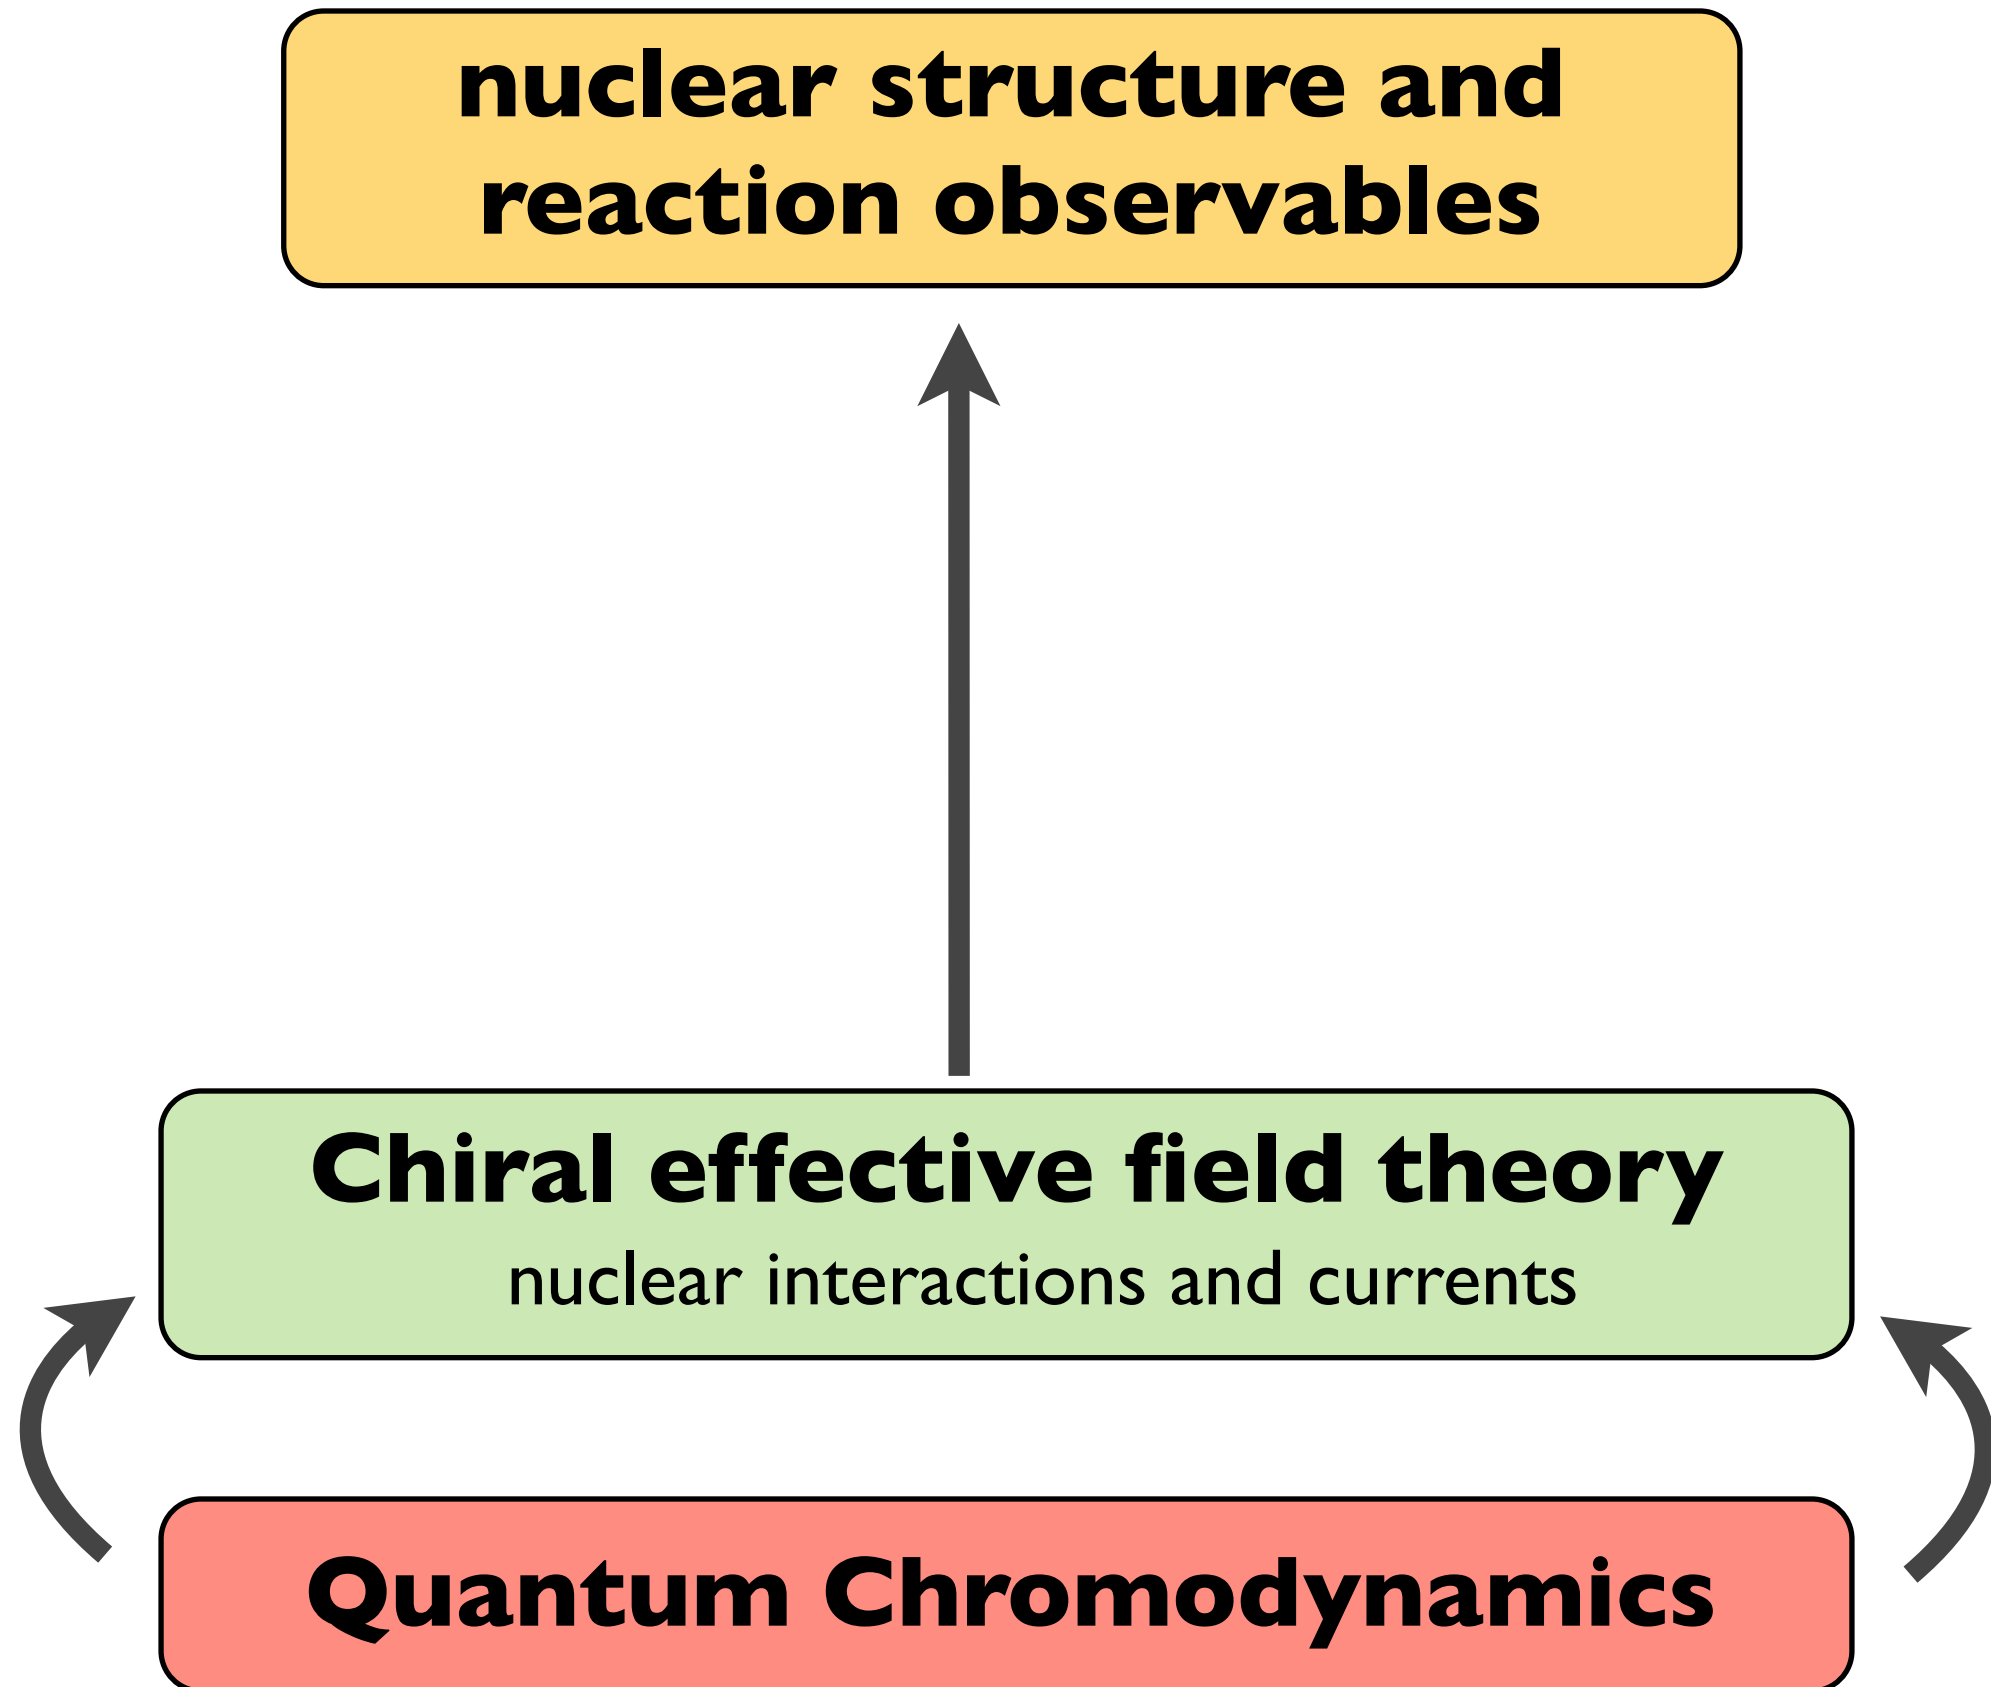 nuclear structure and
reaction observables
Chiral effective field theory
nuclear interactions and currents
Quantum Chromodynamics